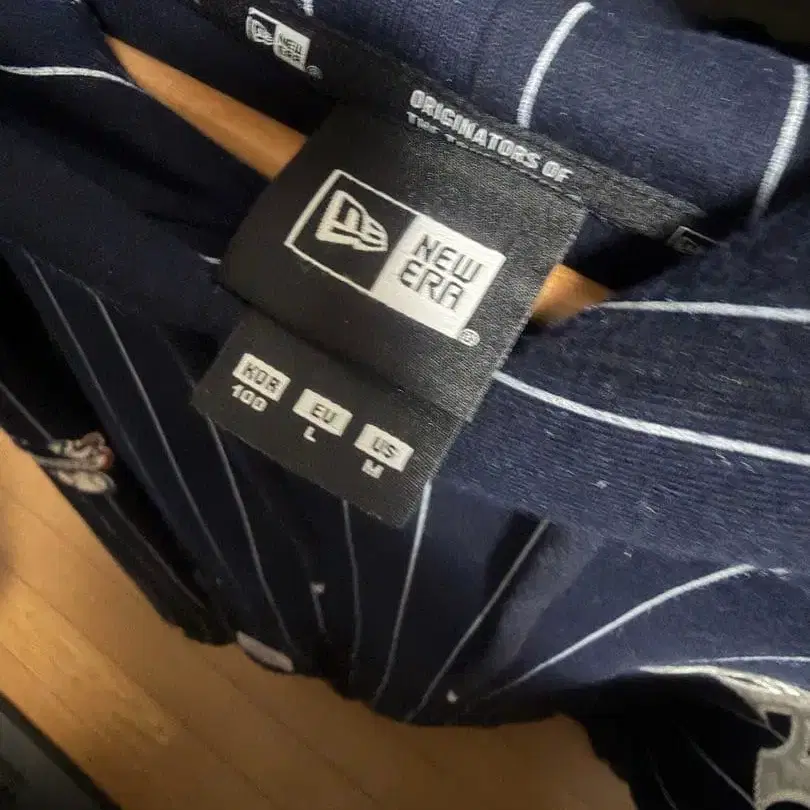 NEW
ERA
ORIGINATORS OF
NEW
ERA
®
KOR EU US
100 L M